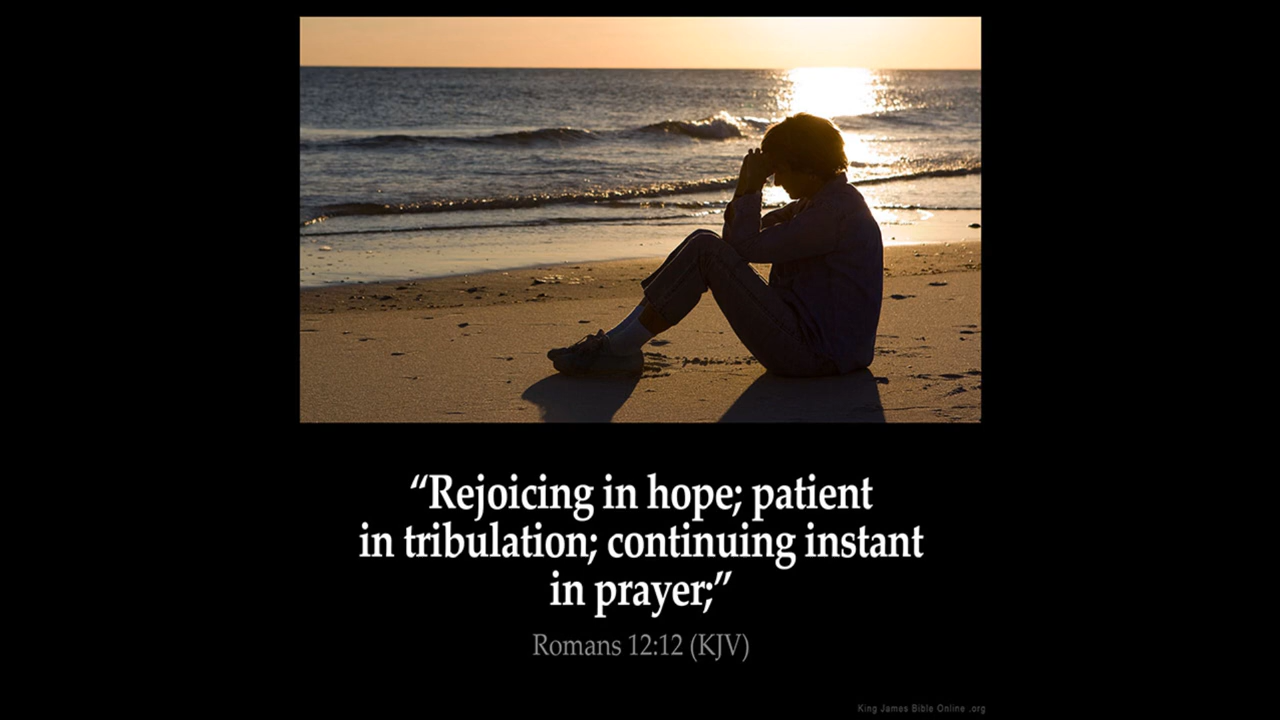 “Rejoicing in hope; patient
in tribulation; continuing instant
in prayer;”
Romans 12:12 (KJV)
King James Bible Online .org